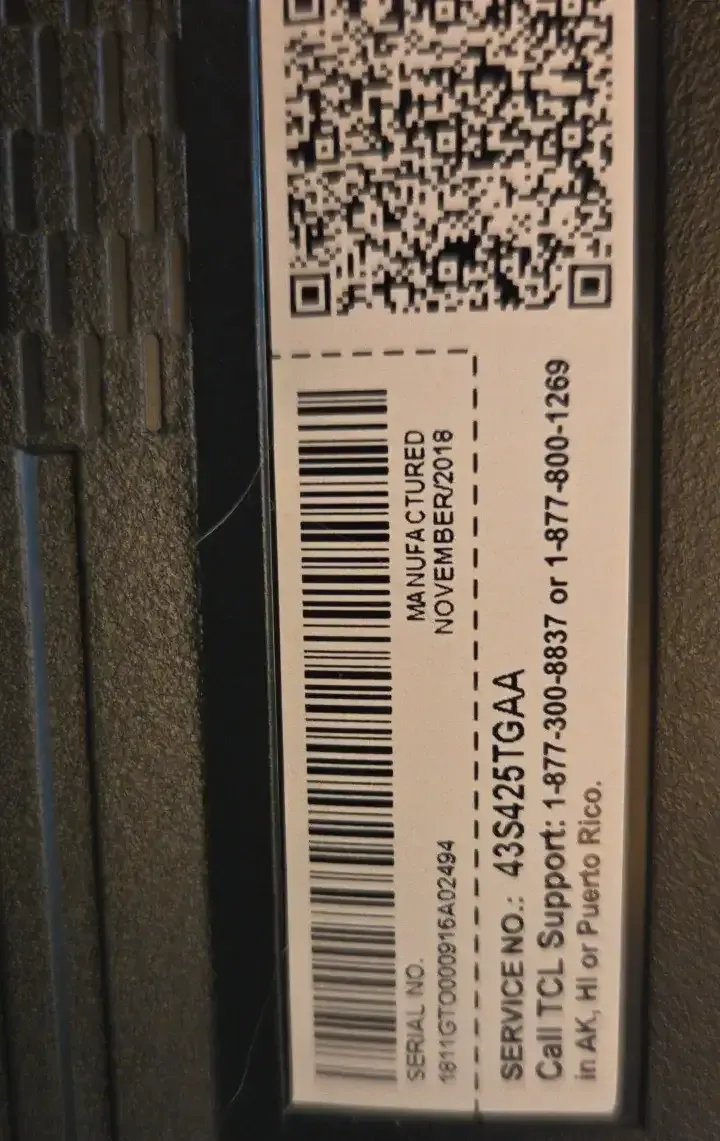 SERIAL NO.
1811GTO000916A02494
MANUFACTURED
NOVEMBER/2018
SERVICE NO.: 43S425TGAA
Call TCL Support: 1-877-300-8837 or 1-877-800-1269
in AK, HI or Puerto Rico.